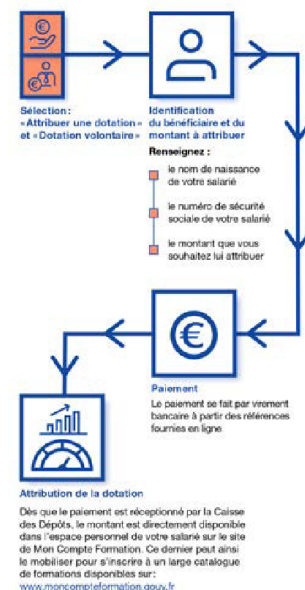 Sélection :
«Attribuer une dotation»
et «Dotation volontaire»
Identification
du bénéficiaire et du
montant à attribuer
Renseignez :
le nom de naissance
de votre salarié
le numéro de sécurité
sociale de votre salarié
le montant que vous
souhaitez lui attribuer
Paiement
Le paiement se fait par virement
bancaire à partir des références
fournies en ligne
Attribution de la dotation
Dès que le paiement est réceptionné par la Caisse
des Dépôts, le montant est directement disponible
dans l'espace personnel de votre salarié sur le site
de Mon Compte Formation. Ce dernier peut ainsi
le mobiliser pour s'inscrire à un large catalogue
de formations disponibles sur :
www.moncompteformation.gouv.fr